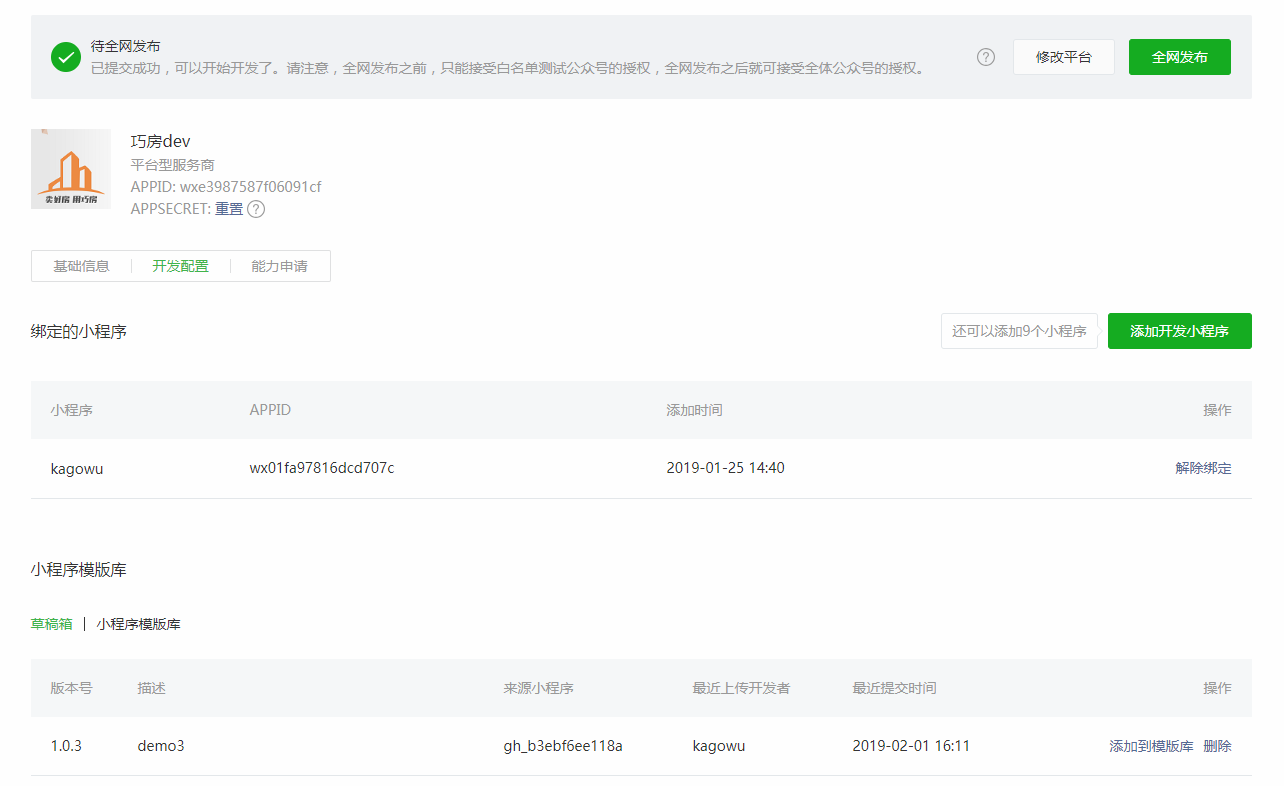 待全网发布
已提交成功，可以开始开发了。请注意，全网发布之前，只能接受白名单测试公众号的授权，全网发布之后就可接受全体公众号的授权。
? 修改平台 全网发布
巧房dev
平台型服务商
APPID: wxe3987587f06091cf
APPSECRET: 重置 ?
卖好房 用巧房
基础信息 开发配置 能力申请
绑定的小程序 还可以添加9个小程序 添加开发小程序
小程序 APPID 添加时间 操作
kagowu wx01fa97816dcd707c 2019-01-25 14:40 解除绑定
小程序模版库
草稿箱 | 小程序模版库
版本号 描述 来源小程序 最近上传开发者 最近提交时间 操作
1.0.3 demo3 gh_b3ebf6ee118a kagowu 2019-02-01 16:11 添加到模版库 删除